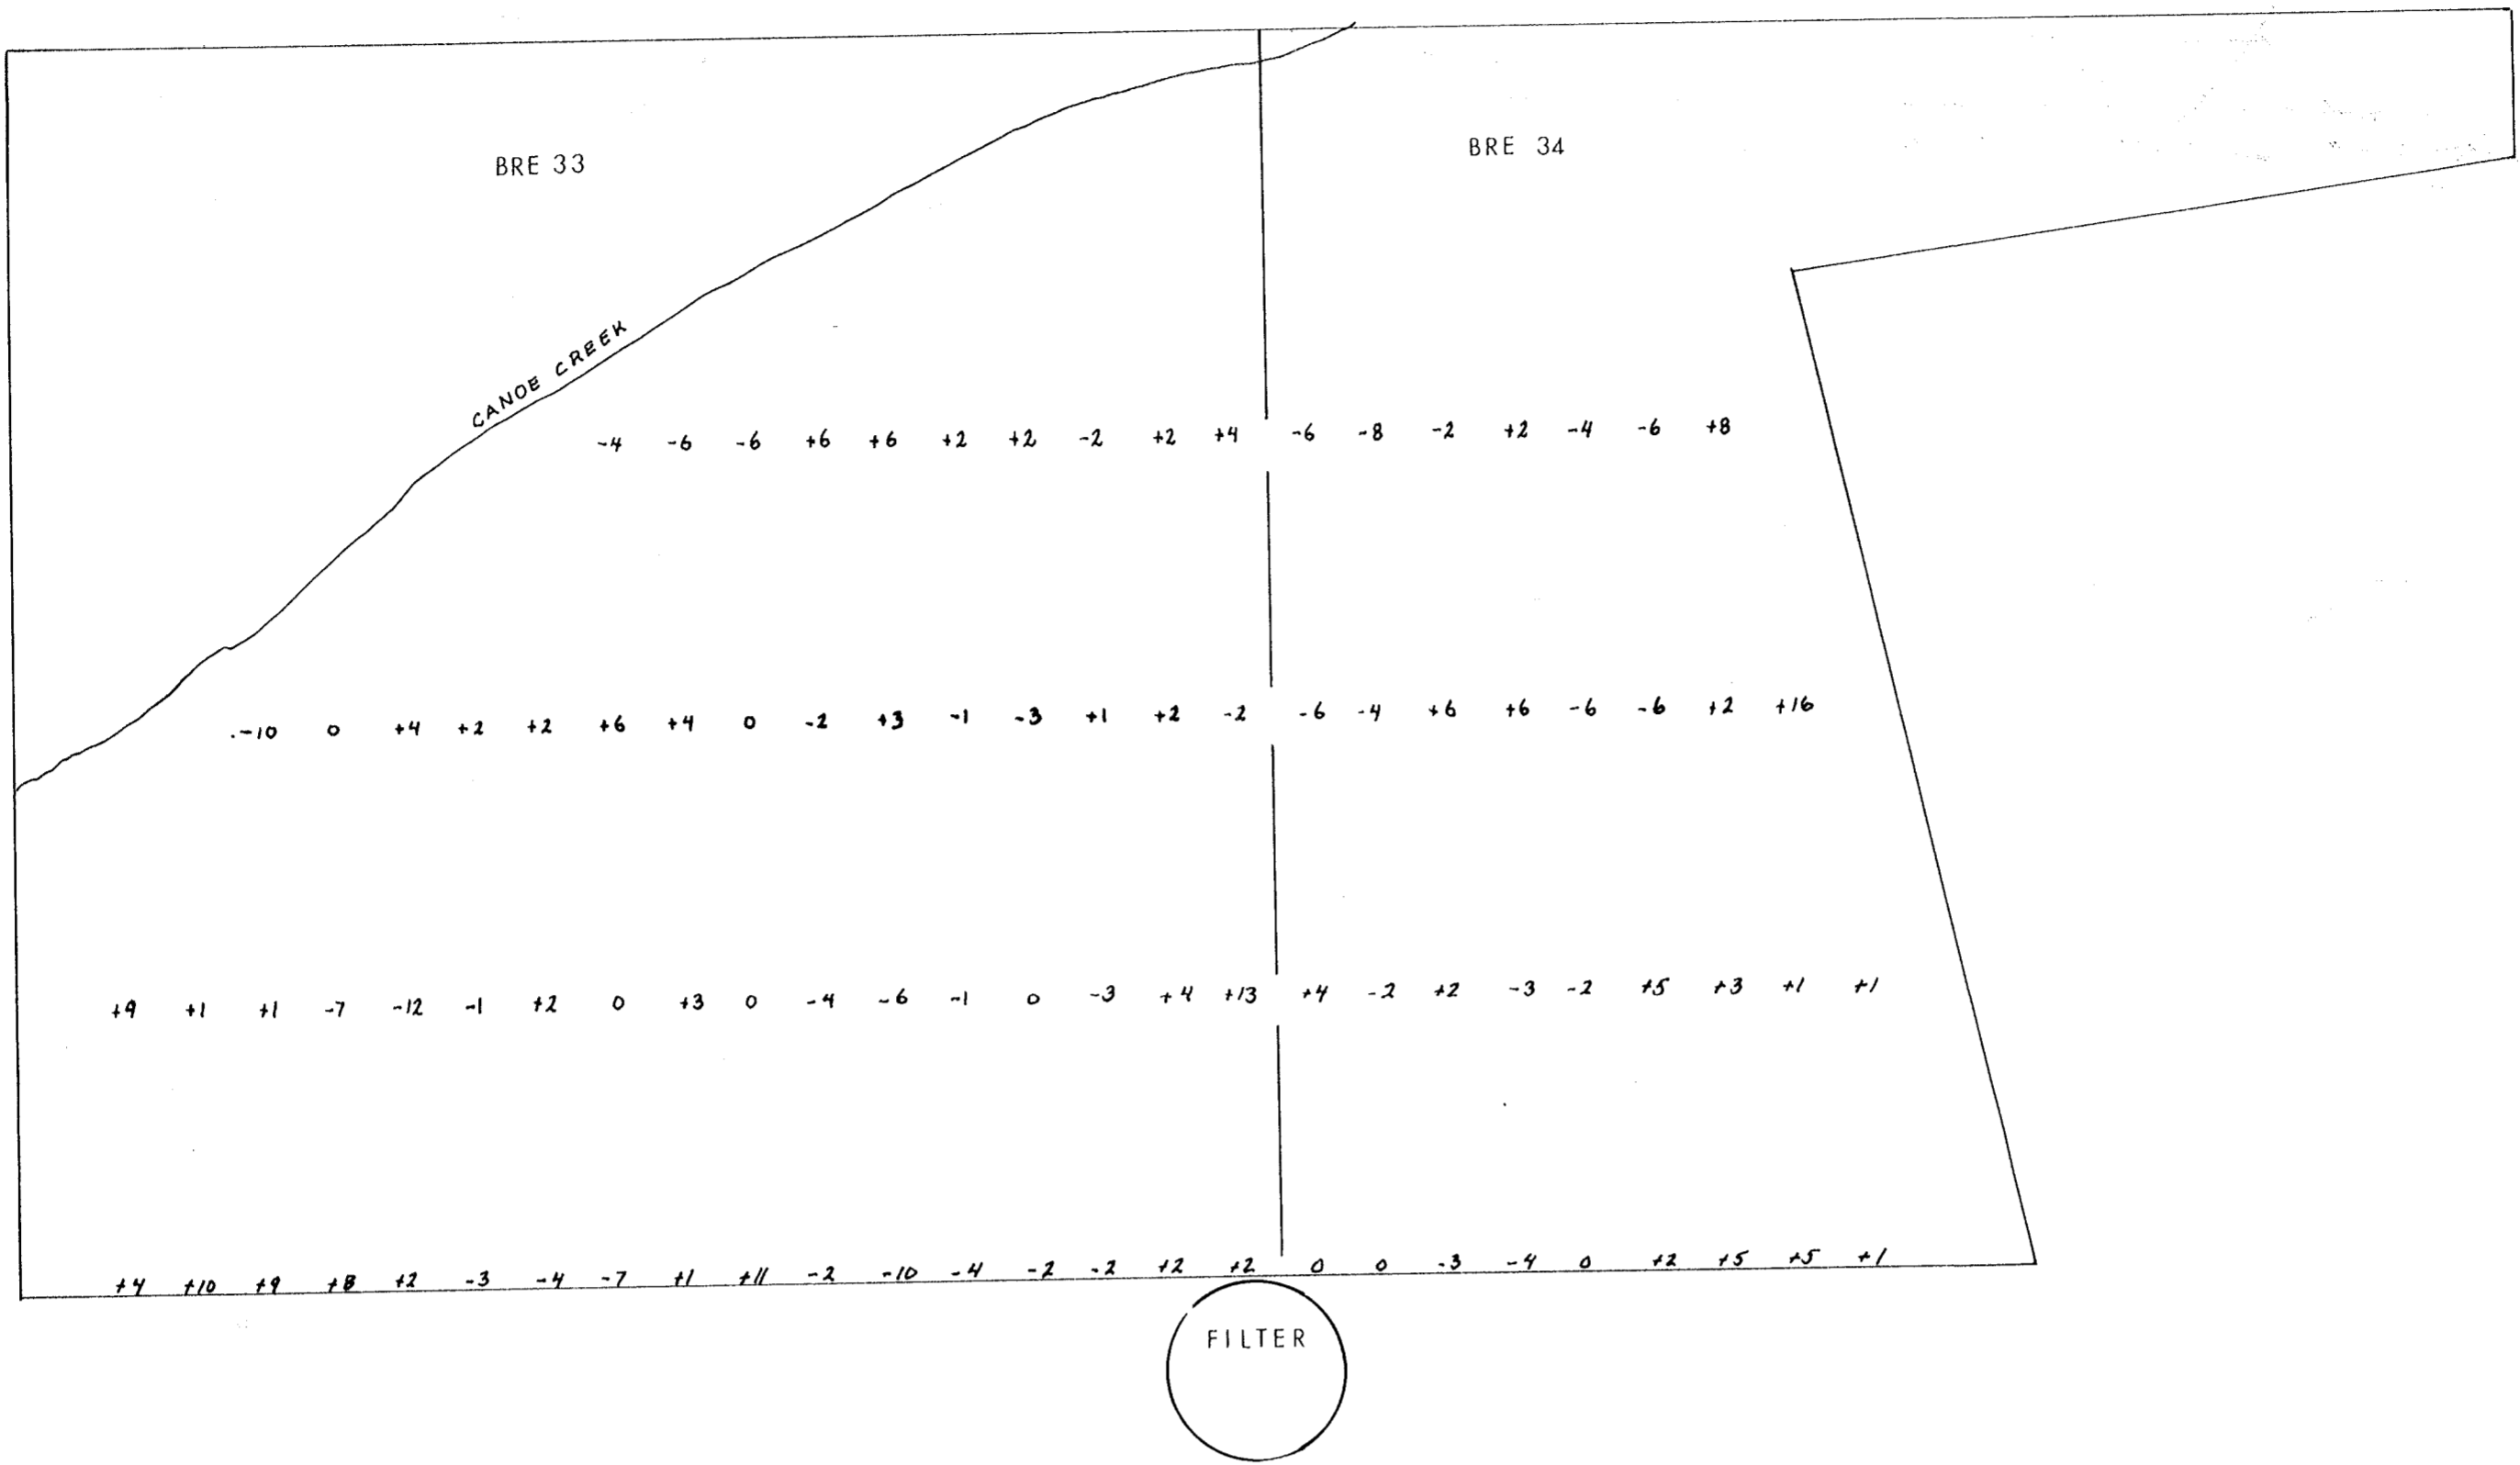 BRE 33
BRE 34
CANOE CREEK
-4 -6 -6 +6 +6 +2 +2 -2 +2 +4 -6 -8 -2 +2 -4 -6 +8
-10 0 +4 +2 +2 +6 +4 0 -2 +3 -1 -3 +1 +2 -2 -6 -4 +6 +6 -6 -6 +2 +16
+9 +1 +1 -7 -12 -1 +2 0 +3 0 -4 -6 -1 0 -3 +4 +13 +4 -2 +2 -3 -2 +5 +3 +1 +1
+4 +10 +9 +8 +2 -3 -4 -7 +1 +11 -2 -10 -4 -2 -2 +2 +2 0 0 -3 -4 0 +2 +5 +5 +1
FILTER